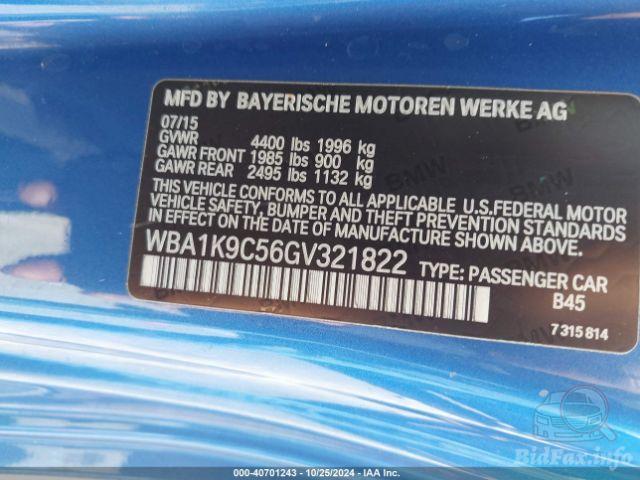 MFD BY BAYERISCHE MOTOREN WERKE AG
07/15
GVWR 4400 lbs 1996 kg
GAWR FRONT 1985 lbs 900 kg
GAWR REAR 2495 lbs 1132 kg
THIS VEHICLE CONFORMS TO ALL APPLICABLE U.S.FEDERAL MOTOR
VEHICLE SAFETY, BUMPER AND THEFT PREVENTION STANDARDS
IN EFFECT ON THE DATE OF MANUFACTURE SHOWN ABOVE.
WBA1K9C56GV321822 TYPE: PASSENGER CAR
B45
7 315 814
BidFax.info
000-40701243 - 10/25/2024 - IAA Inc.